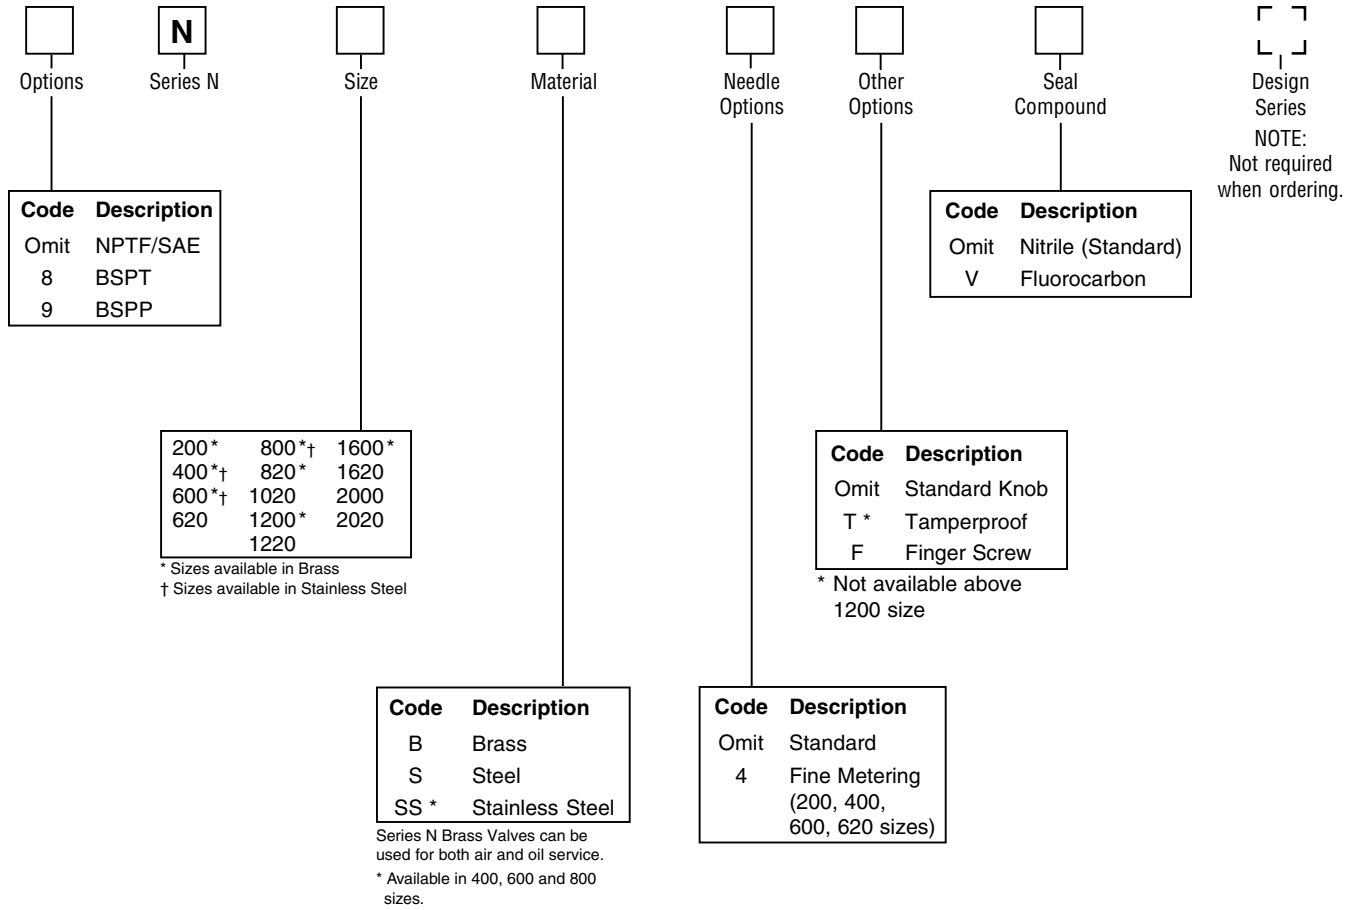 N
Options
Series N
Size
Material
Needle
Options
Other
Options
Seal
Compound
Design
Series
NOTE:
Not required
when ordering.
Code Description
Omit NPTF/SAE
8 BSPT
9 BSPP
Code Description
Omit Nitrile (Standard)
V Fluorocarbon
200* 800*† 1600*
400*† 820* 1620
600*† 1020 2000
620 1200* 2020
1220
* Sizes available in Brass
† Sizes available in Stainless Steel
Code Description
Omit Standard Knob
T * Tamperproof
F Finger Screw
* Not available above
1200 size
Code Description
B Brass
S Steel
SS * Stainless Steel
Series N Brass Valves can be
used for both air and oil service.
* Available in 400, 600 and 800
sizes.
Code Description
Omit Standard
4 Fine Metering
(200, 400,
600, 620 sizes)